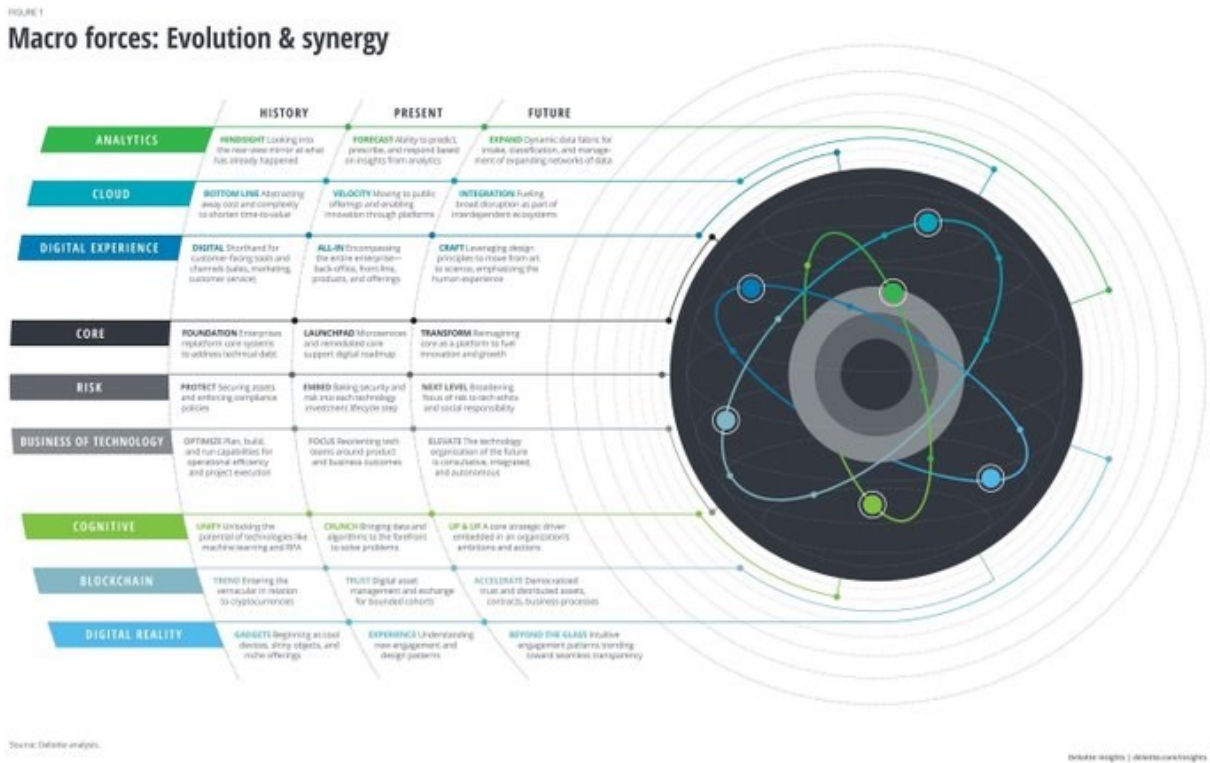 FIGURE 1
Macro forces: Evolution & synergy
HISTORY
PRESENT
FUTURE
ANALYTICS
HINDSIGHT Looking into
the rear-view mirror at what
has already happened
FORECAST Ability to predict,
prescribe, and respond based
on insights from analytics
EXPAND Dynamic data fabric for
intake, classification, and manage-
ment of expanding networks of data
CLOUD
BOTTOM LINE Abstracting
away cost and complexity
to shorten time-to-value
VELOCITY Moving to public
offerings and enabling
innovation through platforms
INTEGRATION Fueling
broad disruption as part of
interdependent ecosystems
DIGITAL EXPERIENCE
DIGITAL Shorthand for
customer-facing tools and
channels (sales, marketing,
customer service)
ALL-IN Encompassing
the entire enterprise—
back-office, front-line,
products, and offerings
CRAFT Leveraging design
principles to move from art
to science, emphasizing the
human experience
CORE
FOUNDATION Enterprises
replatform core systems
to address technical debt
LAUNCHPAD Microservices
and remediated core
support digital roadmap
TRANSFORM Reimagining
core as a platform to fuel
innovation and growth
RISK
PROTECT Securing assets
and enforcing compliance
policies
EMBED Baking security and
risk into each technology
investment lifecycle step
NEXT LEVEL Broadening
focus of risk to tech ethics
and social responsibility
BUSINESS OF TECHNOLOGY
OPTIMIZE Plan, build,
and run capabilities for
operational efficiency
and project execution
FOCUS Reorienting tech
teams around product
and business outcomes
ELEVATE The technology
organization of the future
is consultative, integrated,
and autonomous
COGNITIVE
UNITY Unlocking the
potential of technologies like
machine learning and RPA
CRUNCH Bringing data and
algorithms to the forefront
to solve problems
UP & UP A core strategic driver
embedded in an organization's
ambitions and actions
BLOCKCHAIN
TREND Entering the
vernacular in relation
to cryptocurrencies
TRUST Digital asset
management and exchange
for bounded cohorts
ACCELERATE Democratized
trust and distributed assets,
contracts, business processes
DIGITAL REALITY
GADGETS Beginning as cool
devices, shiny objects, and
niche offerings
EXPERIENCE Understanding
new engagement and
design patterns
BEYOND THE GLASS Intuitive
engagement patterns trending
toward seamless transparency
Source: Deloitte analysis.
Deloitte Insights | deloitte.com/insights